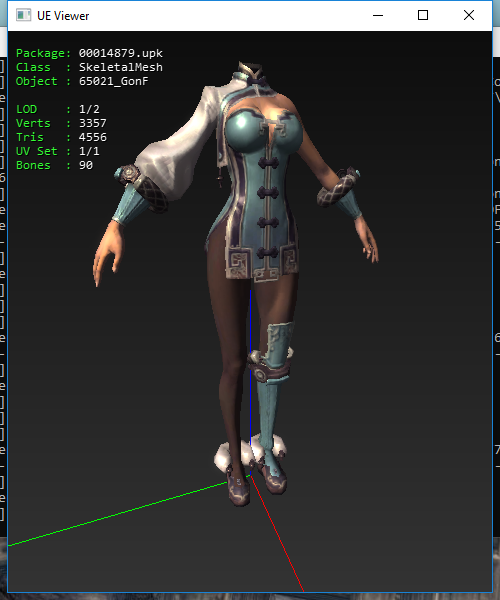 UE Viewer
Package: 00014879.upk
Class : SkeletalMesh
Object : 65021_GonF
LOD : 1/2
Verts : 3357
Tris : 4556
UV Set : 1/1
Bones : 90